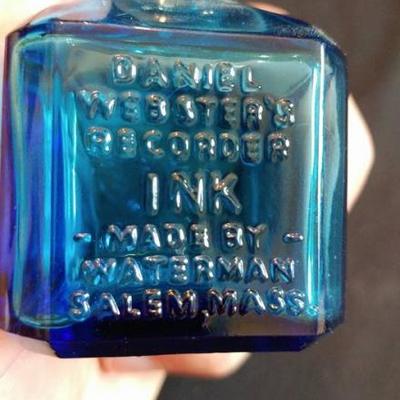 DANIEL
WEBSTER'S
RECORDER
INK
- MADE BY -
WATERMAN
SALEM, MASS.